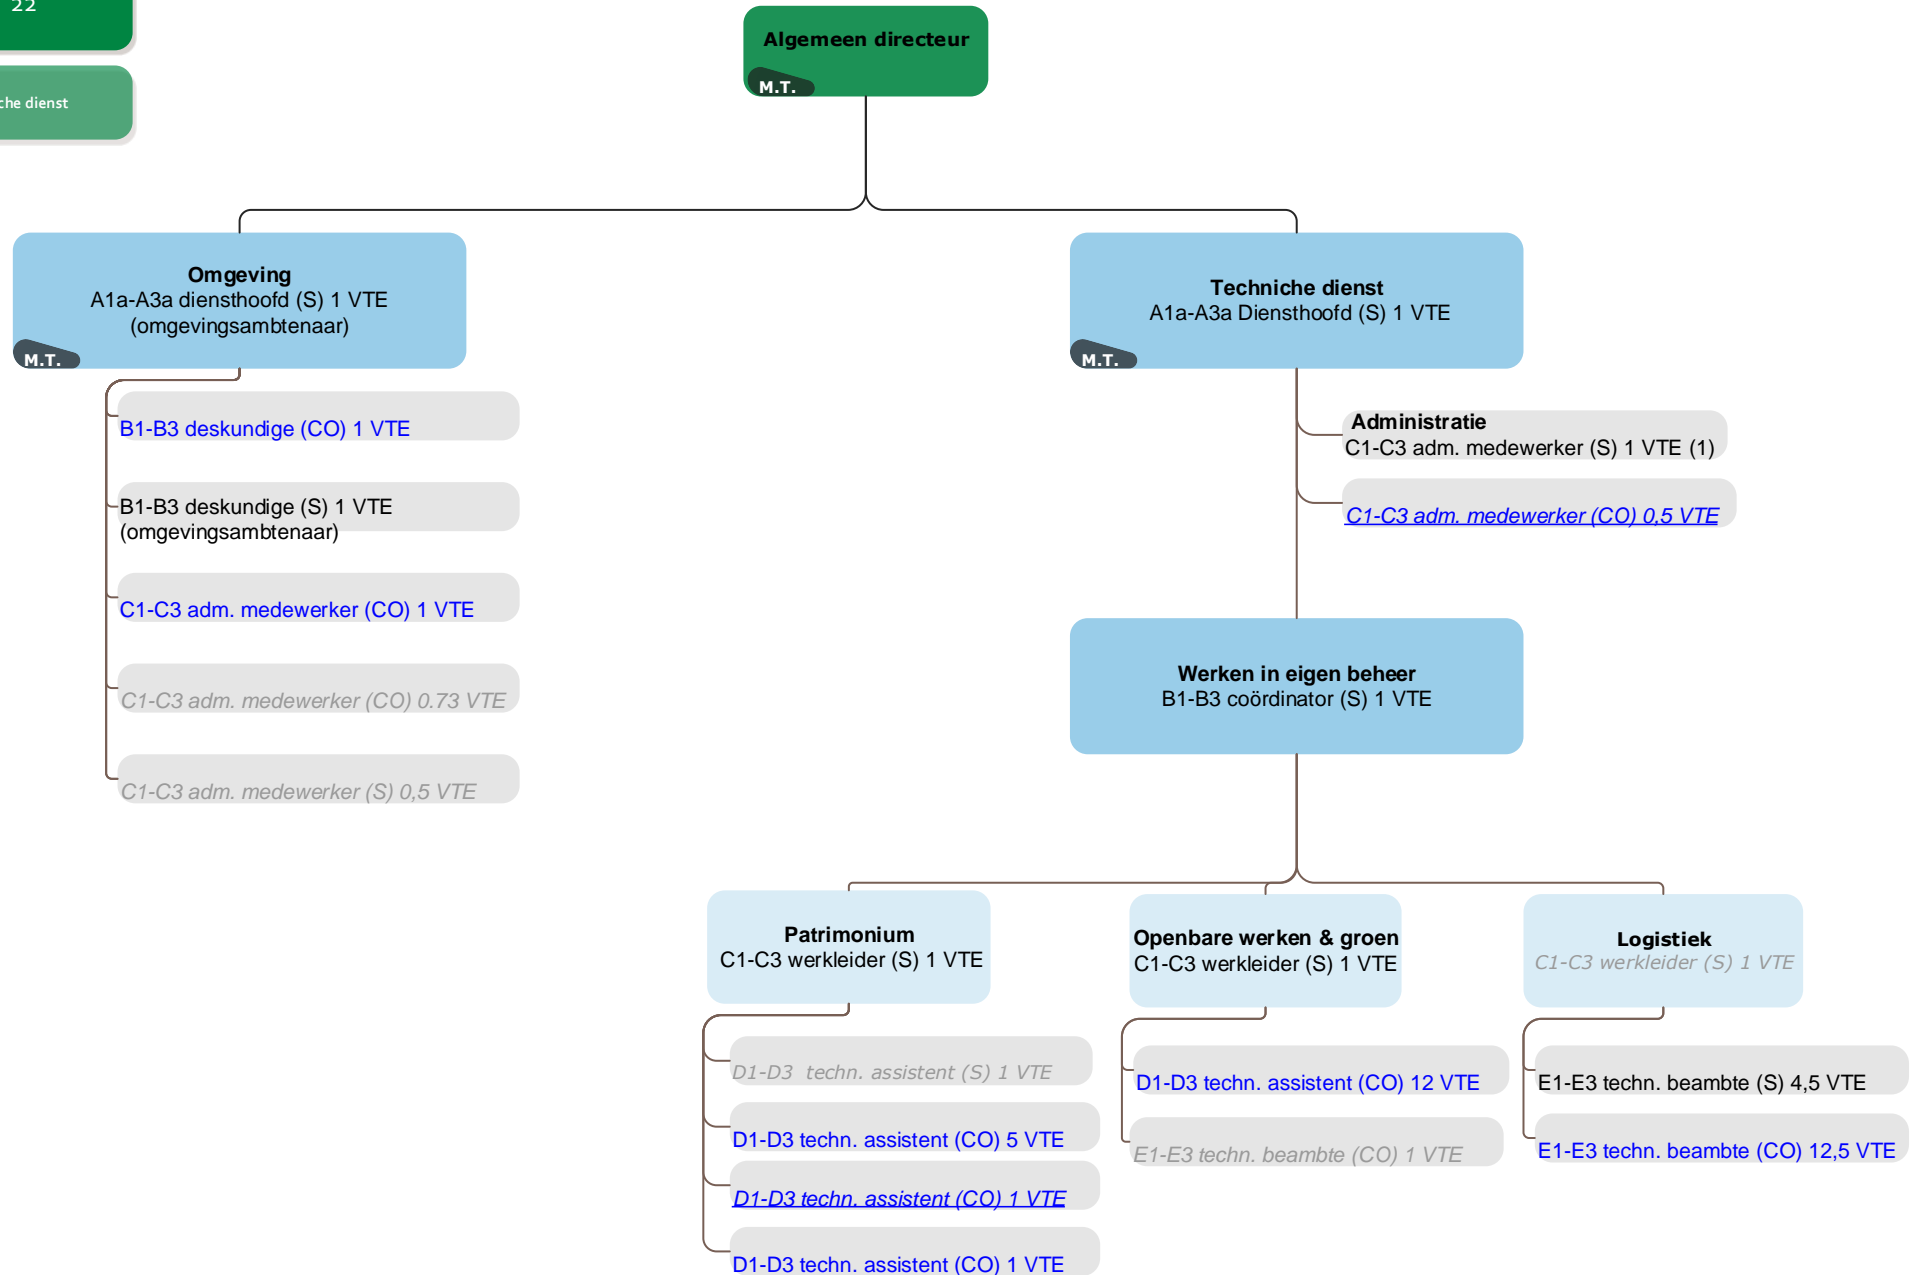 22
che dienst
Algemeen directeur
M.T.
Omgeving
A1a-A3a diensthoofd (S) 1 VTE
(omgevingsambtenaar)
M.T.
B1-B3 deskundige (CO) 1 VTE
B1-B3 deskundige (S) 1 VTE
(omgevingsambtenaar)
C1-C3 adm. medewerker (CO) 1 VTE
C1-C3 adm. medewerker (CO) 0.73 VTE
C1-C3 adm. medewerker (S) 0,5 VTE
Techniche dienst
A1a-A3a Diensthoofd (S) 1 VTE
M.T.
Administratie
C1-C3 adm. medewerker (S) 1 VTE (1)
C1-C3 adm. medewerker (CO) 0,5 VTE
Werken in eigen beheer
B1-B3 coördinator (S) 1 VTE
Patrimonium
C1-C3 werkleider (S) 1 VTE
D1-D3 techn. assistent (S) 1 VTE
D1-D3 techn. assistent (CO) 5 VTE
D1-D3 techn. assistent (CO) 1 VTE
D1-D3 techn. assistent (CO) 1 VTE
Openbare werken & groen
C1-C3 werkleider (S) 1 VTE
D1-D3 techn. assistent (CO) 12 VTE
E1-E3 techn. beambte (CO) 1 VTE
Logistiek
C1-C3 werkleider (S) 1 VTE
E1-E3 techn. beambte (S) 4,5 VTE
E1-E3 techn. beambte (CO) 12,5 VTE